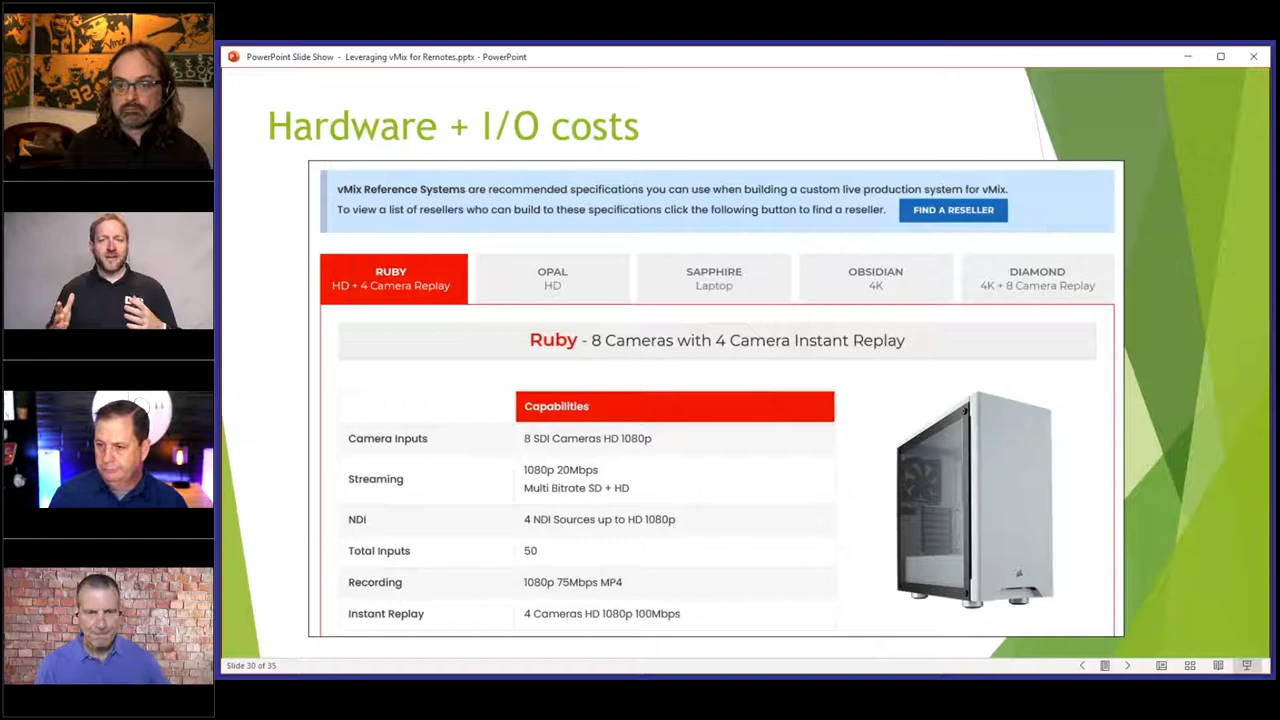 PowerPoint Slide Show - Leveraging vMix for Remotes.pptx - PowerPoint
Hardware + I/O costs
vMix Reference Systems are recommended specifications you can use when building a custom live production system for vMix.
To view a list of resellers who can build to these specifications click the following button to find a reseller.
FIND A RESELLER
RUBY
HD + 4 Camera Replay
OPAL
HD
SAPPHIRE
Laptop
OBSIDIAN
4K
DIAMOND
4K + 8 Camera Replay
Ruby - 8 Cameras with 4 Camera Instant Replay
Capabilities
Camera Inputs
8 SDI Cameras HD 1080p
Streaming
1080p 20Mbps
Multi Bitrate SD + HD
NDI
4 NDI Sources up to HD 1080p
Total Inputs
50
Recording
1080p 75Mbps MP4
Instant Replay
4 Cameras HD 1080p 100Mbps
Slide 30 of 35